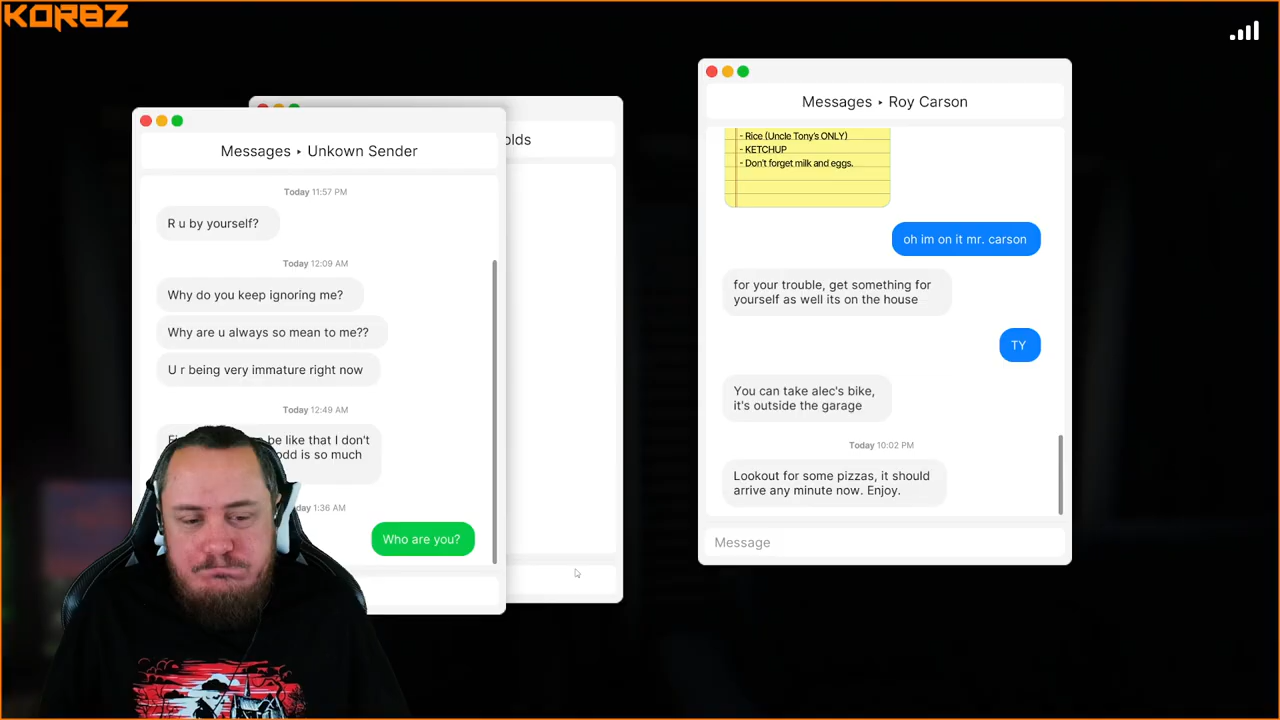 KORBZ
Messages ▸ Unkown Sender
Today 11:57 PM
R u by yourself?
Today 12:09 AM
Why do you keep ignoring me?
Why are u always so mean to me??
U r being very immature right now
Today 12:49 AM
be like that I don't
odd is so much
1:36 AM
Who are you?
olds
Messages ▸ Roy Carson
- Rice (Uncle Tony's ONLY)
- KETCHUP
- Don't forget milk and eggs.
oh im on it mr. carson
for your trouble, get something for
yourself as well its on the house
TY
You can take alec's bike,
it's outside the garage
Today 10:02 PM
Lookout for some pizzas, it should
arrive any minute now. Enjoy.
Message